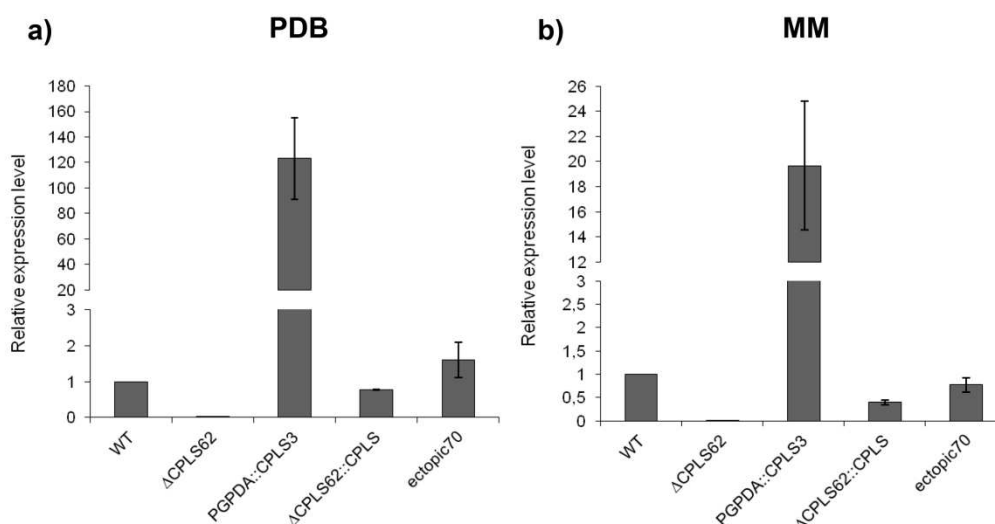 a) PDB
Relative expression level
180
160
140
120
100
80
60
40
20
3
2
1
0
WT
ΔCPLS62
PGPDA::CPLS3
ΔCPLS62::CPLS
ectopic70
b) MM
Relative expression level
26
24
22
20
18
16
14
12
3
2,5
2
1,5
1
0,5
0
WT
ΔCPLS62
PGPDA::CPLS3
ΔCPLS62::CPLS
ectopic70